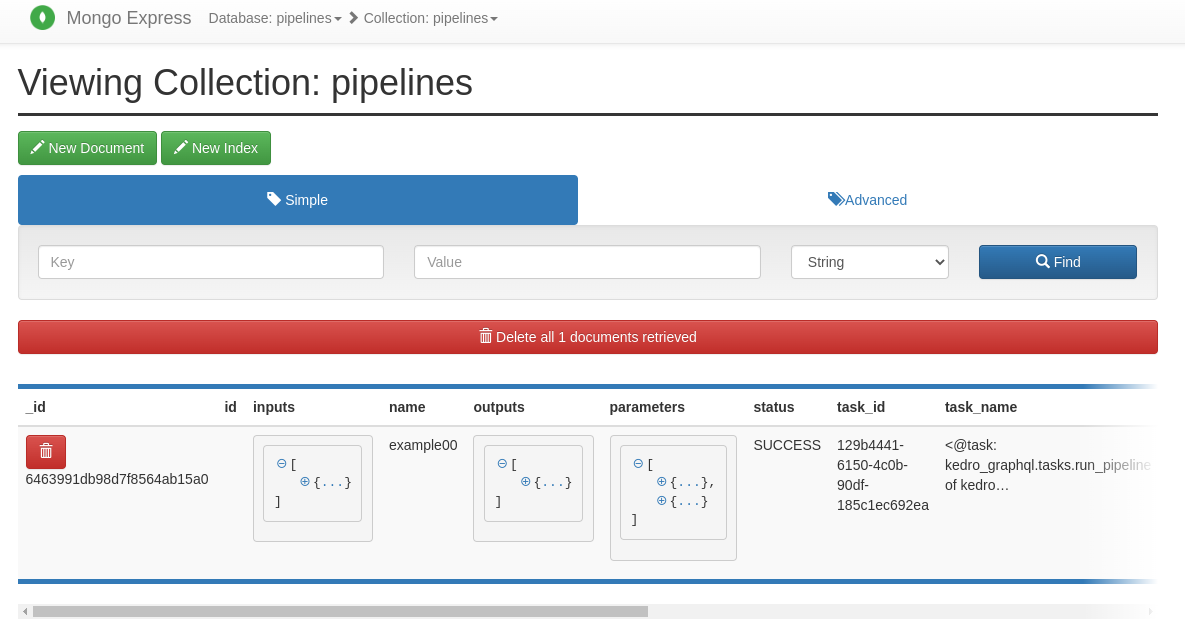 Mongo Express Database: pipelines Collection: pipelines
Viewing Collection: pipelines
New Document New Index
Simple Advanced
Key Value String Find
Delete all 1 documents retrieved
_id id inputs name outputs parameters status task_id task_name
6463991db98d7f8564ab15a0
[
{...}
]
example00
[
{...}
]
[
{...},
{...}
]
SUCCESS
129b4441-
6150-4c0b-
90df-
185c1ec692ea
<@task:
kedro_graphql.tasks.run_pipeline
of kedro…